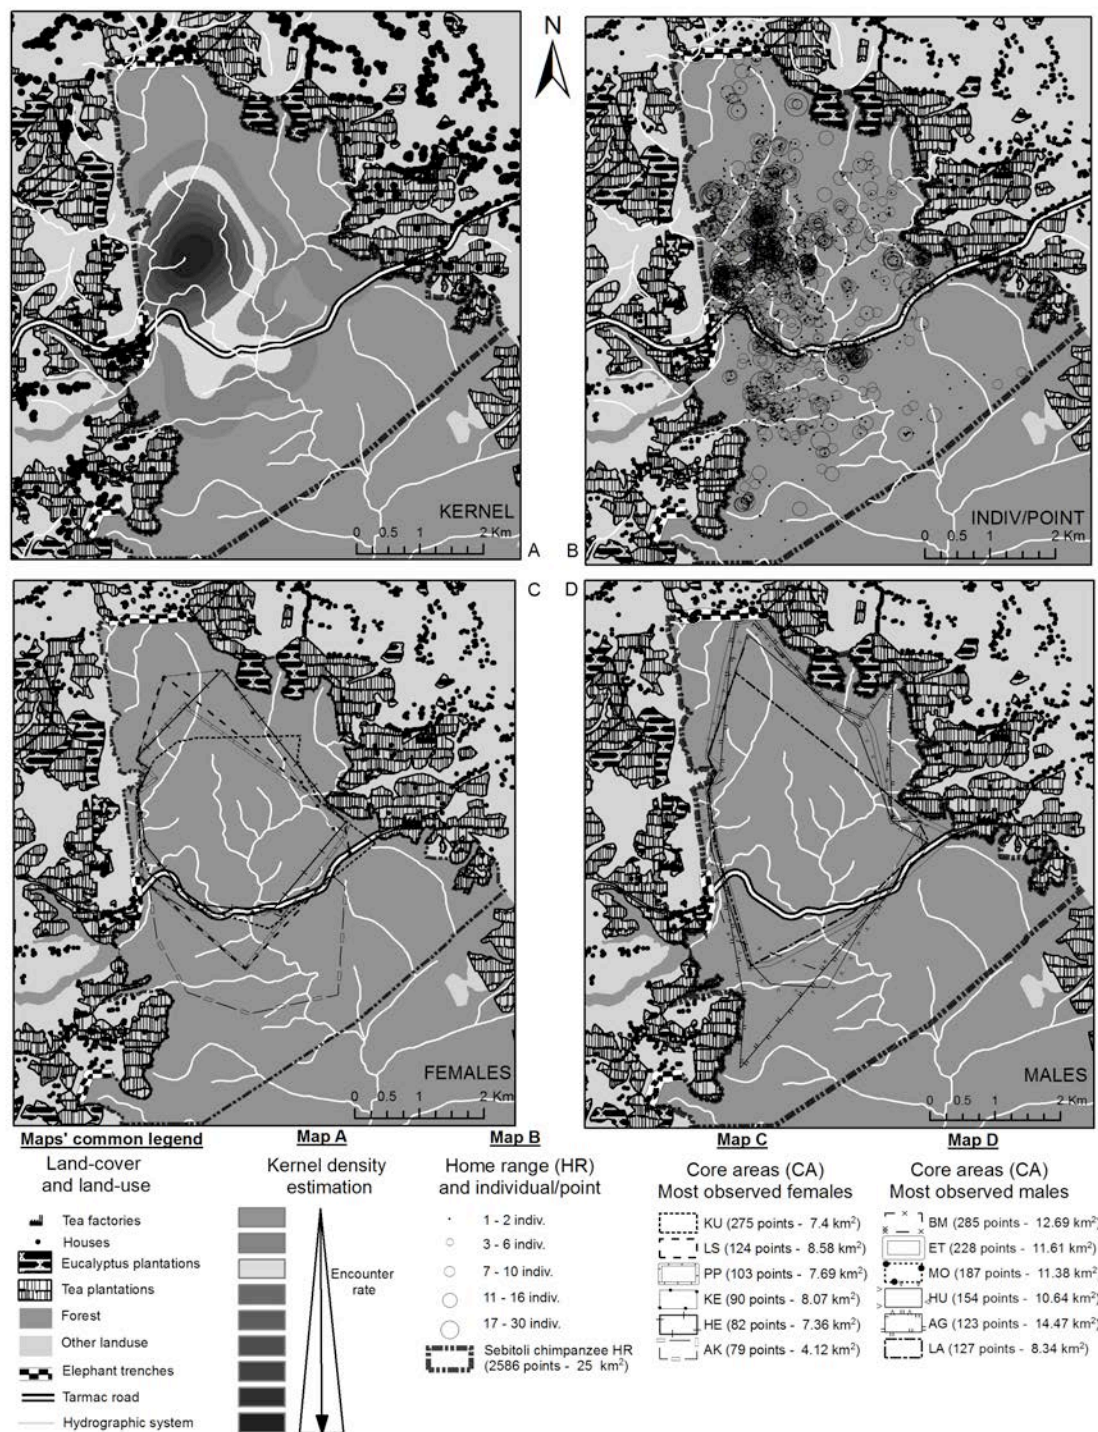 N
A
B
KERNEL
0 0.5 1 2 Km
INDIV/POINT
0 0.5 1 2 Km
C
D
FEMALES
0 0.5 1 2 Km
MALES
0 0.5 1 2 Km
Maps' common legend
Land-cover
and land-use
Tea factories
Houses
Eucalyptus plantations
Tea plantations
Forest
Other landuse
Elephant trenches
Tarmac road
Hydrographic system
Map A
Kernel density
estimation
Encounter
rate
Map B
Home range (HR)
and individual/point
1 - 2 indiv.
3 - 6 indiv.
7 - 10 indiv.
11 - 16 indiv.
17 - 30 indiv.
Sebitoli chimpanzee HR
(2586 points - 25 km²)
Map C
Core areas (CA)
Most observed females
KU (275 points - 7.4 km²)
LS (124 points - 8.58 km²)
PP (103 points - 7.69 km²)
KE (90 points - 8.07 km²)
HE (82 points - 7.36 km²)
AK (79 points - 4.12 km²)
Map D
Core areas (CA)
Most observed males
BM (285 points - 12.69 km²)
ET (228 points - 11.61 km²)
MO (187 points - 11.38 km²)
HU (154 points - 10.64 km²)
AG (123 points - 14.47 km²)
LA (127 points - 8.34 km²)